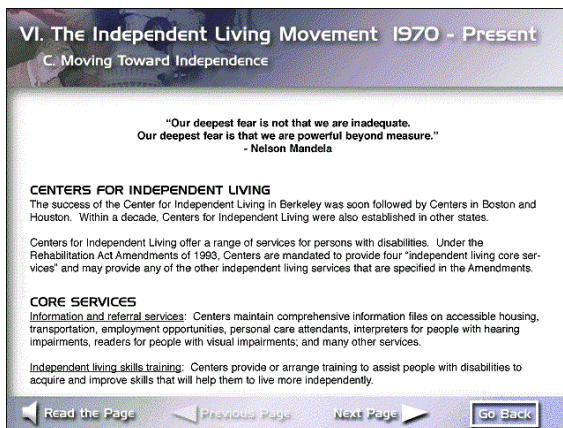 VI. The Independent Living Movement 1970 - Present
C. Moving Toward Independence
“Our deepest fear is not that we are inadequate.
Our deepest fear is that we are powerful beyond measure.”
- Nelson Mandela
CENTERS FOR INDEPENDENT LIVING
The success of the Center for Independent Living in Berkeley was soon followed by Centers in Boston and
Houston. Within a decade, Centers for Independent Living were also established in other states.
Centers for Independent Living offer a range of services for persons with disabilities. Under the
Rehabilitation Act Amendments of 1993, Centers are mandated to provide four “independent living core ser-
vices” and may provide any of the other independent living services that are specified in the Amendments.
CORE SERVICES
Information and referral services: Centers maintain comprehensive information files on accessible housing,
transportation, employment opportunities, personal care attendants, interpreters for people with hearing
impairments, readers for people with visual impairments; and many other services.
Independent living skills training: Centers provide or arrange training to assist people with disabilities to
acquire and improve skills that will help them to live more independently.
Read the Page Previous Page Next Page Go Back